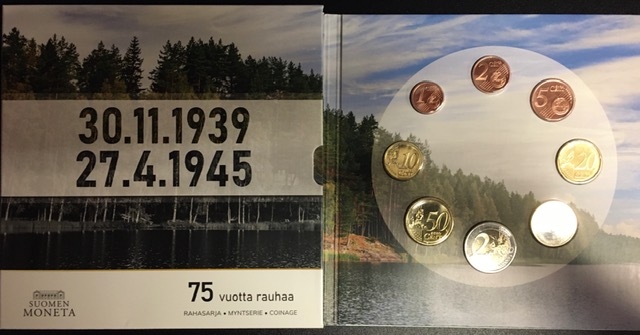 30.11.1939
27.4.1945
SUOMEN
MONETA
75 vuotta rauhaa
RAHASARJA • MYNTSERIE • COINAGE
2
5
10
20
50
2